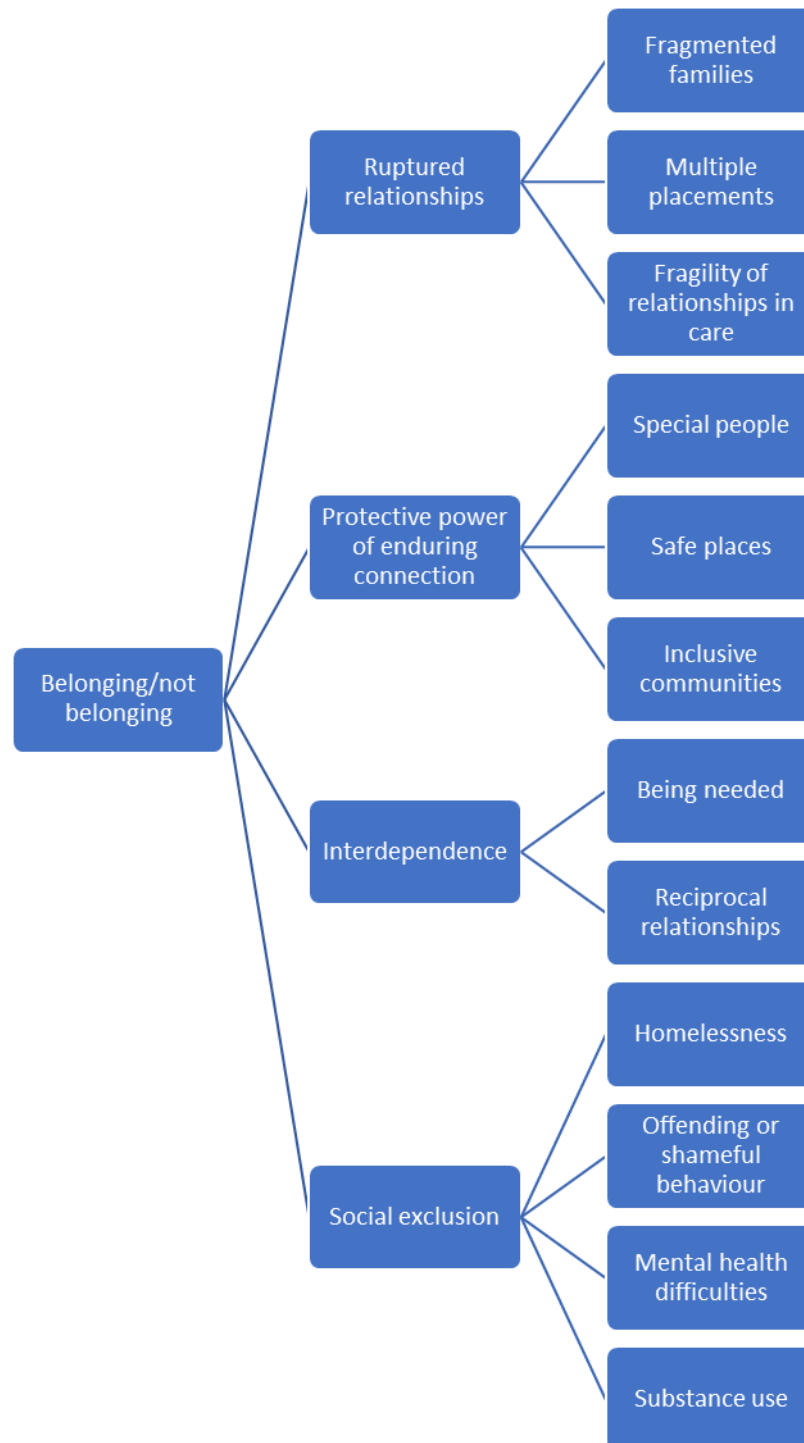 Fragmented
families
Ruptured
relationships
Multiple
placements
Fragility of
relationships in
care
Special people
Protective power
of enduring
connection
Safe places
Inclusive
communities
Belonging/not
belonging
Being needed
Interdependence
Reciprocal
relationships
Homelessness
Offending or
shameful
behaviour
Social exclusion
Mental health
difficulties
Substance use